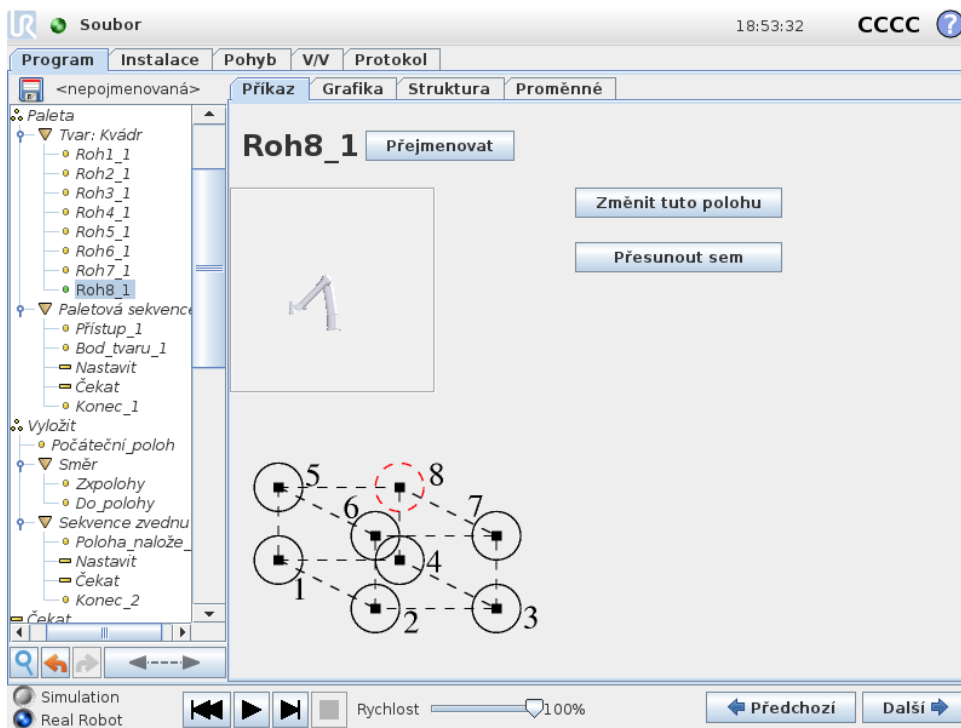 UR Soubor 18:53:32 CCCC ?
Program Instalace Pohyb V/V Protokol
<nepojmenovaná> Příkaz Grafika Struktura Proměnné
Paleta
Tvar: Kvádr
Roh1_1
Roh2_1
Roh3_1
Roh4_1
Roh5_1
Roh6_1
Roh7_1
Roh8_1
Paletová sekvence
Přístup_1
Bod_tvaru_1
Nastavit
Čekat
Konec_1
Vyložit
Počáteční_poloh
Směr
Zxpolohy
Do_polohy
Sekvence zvednu
Poloha_nalože_
Nastavit
Čekat
Konec_2
Čekat
Roh8_1 Přejmenovat
Změnit tuto polohu
Přesunout sem
5 8
6 7
1 4
2 3
Simulation
Real Robot
Rychlost 100%
Předchozí Další